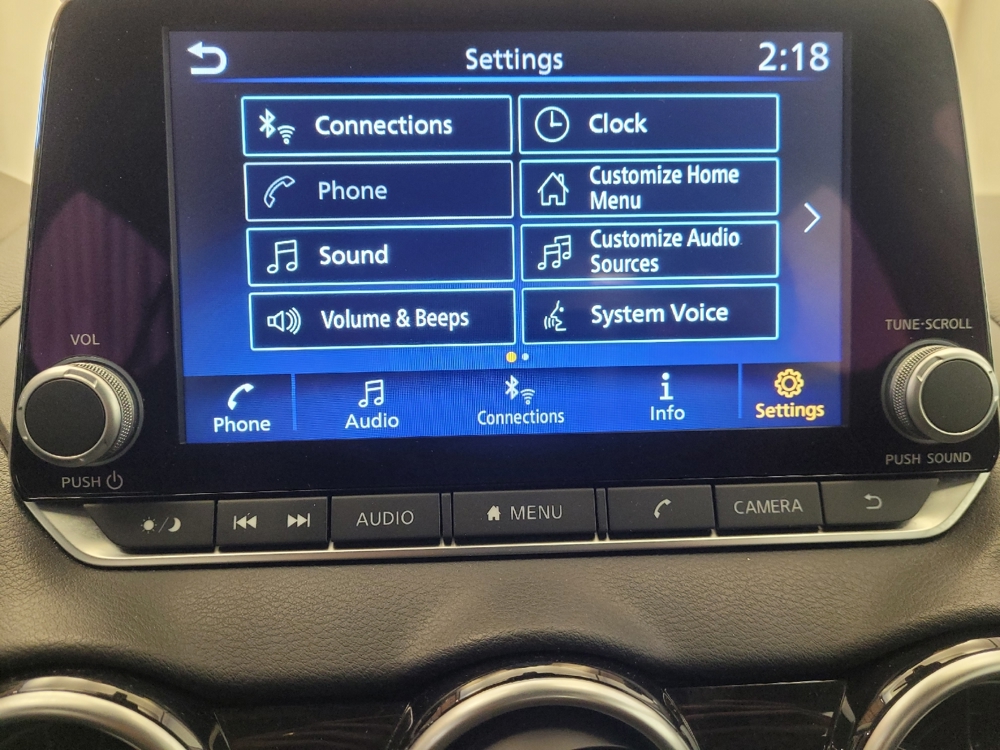 Settings
2:18
Connections
Clock
Phone
Customize Home
Menu
Sound
Customize Audio
Sources
Volume & Beeps
System Voice
Phone
Audio
Connections
Info
Settings
VOL
PUSH
TUNE-SCROLL
PUSH SOUND
AUDIO
MENU
CAMERA